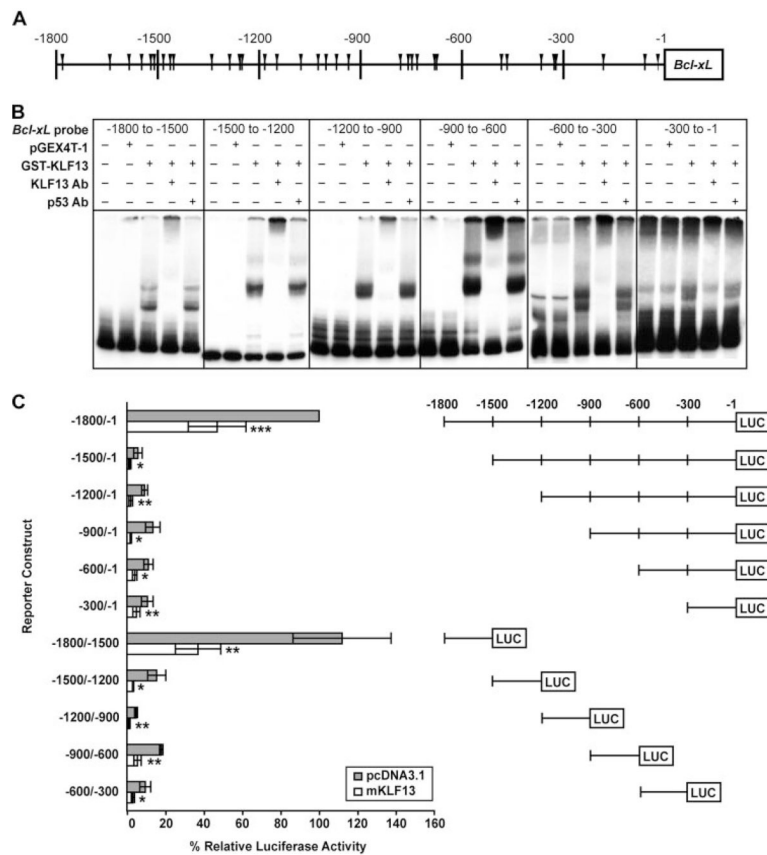 A
-1800 -1500 -1200 -900 -600 -300 -1
Bcl-xL
B
Bcl-xL probe -1800 to -1500 -1500 to -1200 -1200 to -900 -900 to -600 -600 to -300 -300 to -1
pGEX4T-1 – + – – – – + – – – – + – – – – + – – – – + – – – – + – – –
GST-KLF13 – – + + + – – + + + – – + + + – – + + + – – + + + – – + + +
KLF13 Ab – – – + – – – – + – – – – + – – – – + – – – – + – – – – + –
p53 Ab – – – – + – – – – + – – – – + – – – – + – – – – + – – – – +
C
-1800 -1500 -1200 -900 -600 -300 -1
Reporter Construct
-1800/-1 *** LUC
-1500/-1 * LUC
-1200/-1 ** LUC
-900/-1 * LUC
-600/-1 * LUC
-300/-1 ** LUC
-1800/-1500 ** LUC
-1500/-1200 * LUC
-1200/-900 ** LUC
-900/-600 ** LUC
-600/-300 * LUC
pcDNA3.1
mKLF13
0 20 40 60 80 100 120 140 160
% Relative Luciferase Activity